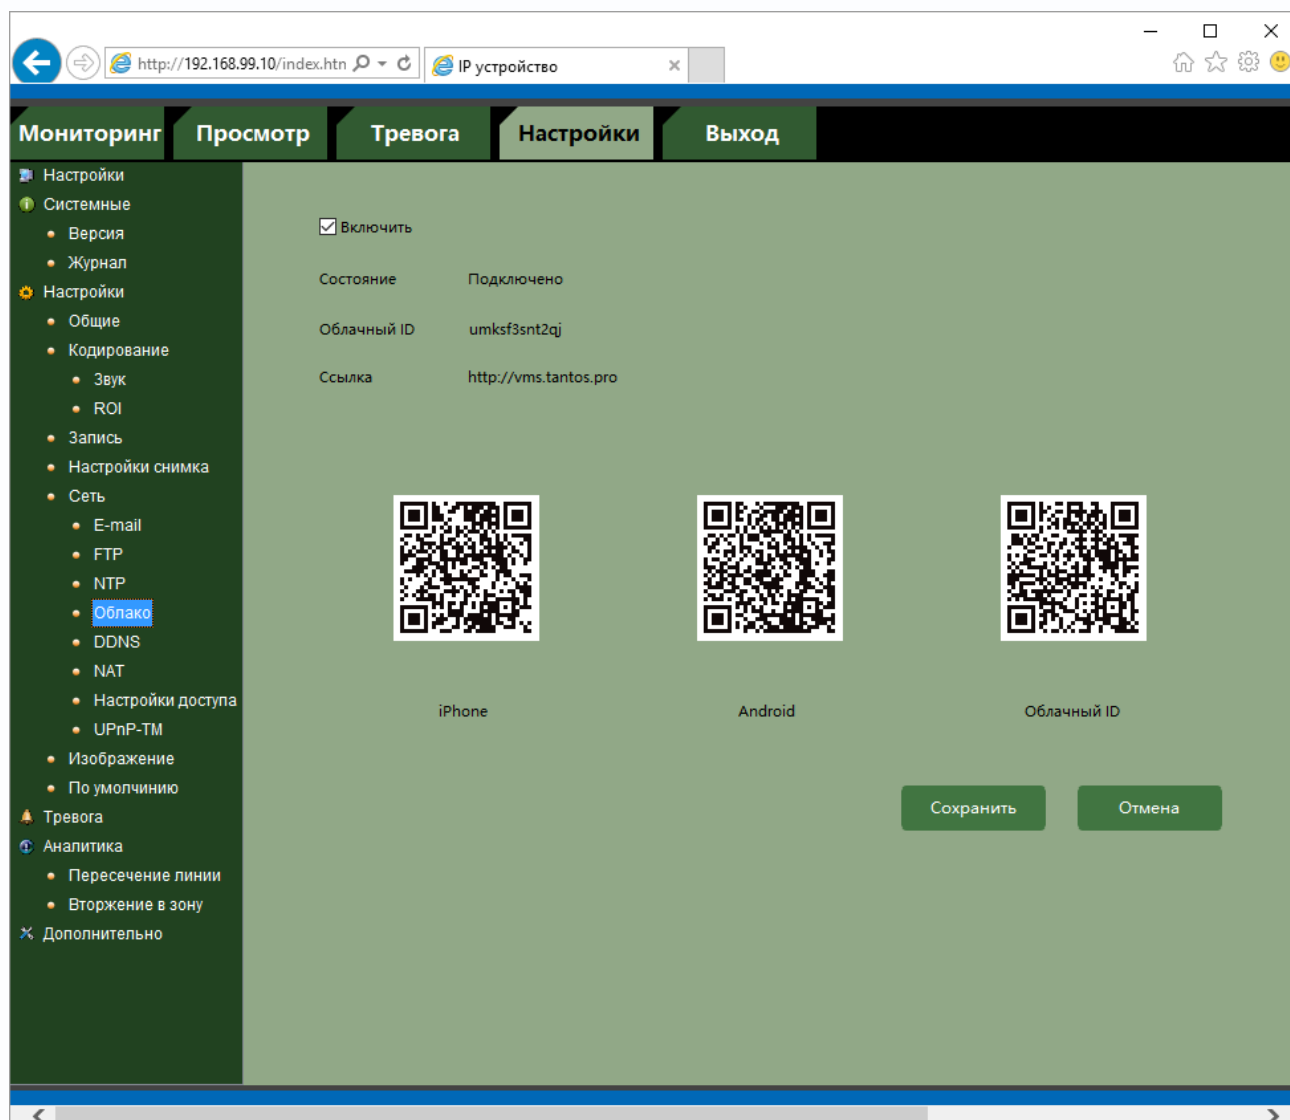 http://192.168.99.10/index.htn
IP устройство
Мониторинг
Просмотр
Тревога
Настройки
Выход
Настройки
Системные
Версия
Журнал
Настройки
Общие
Кодирование
Звук
ROI
Запись
Настройки снимка
Сеть
E-mail
FTP
NTP
Облако
DDNS
NAT
Настройки доступа
UPnP-TM
Изображение
По умолчинию
Тревога
Аналитика
Пересечение линии
Вторжение в зону
Дополнительно
Включить
Состояние Подключено
Облачный ID umksf3snt2qj
Ссылка http://vms.tantos.pro
iPhone
Android
Облачный ID
Сохранить
Отмена